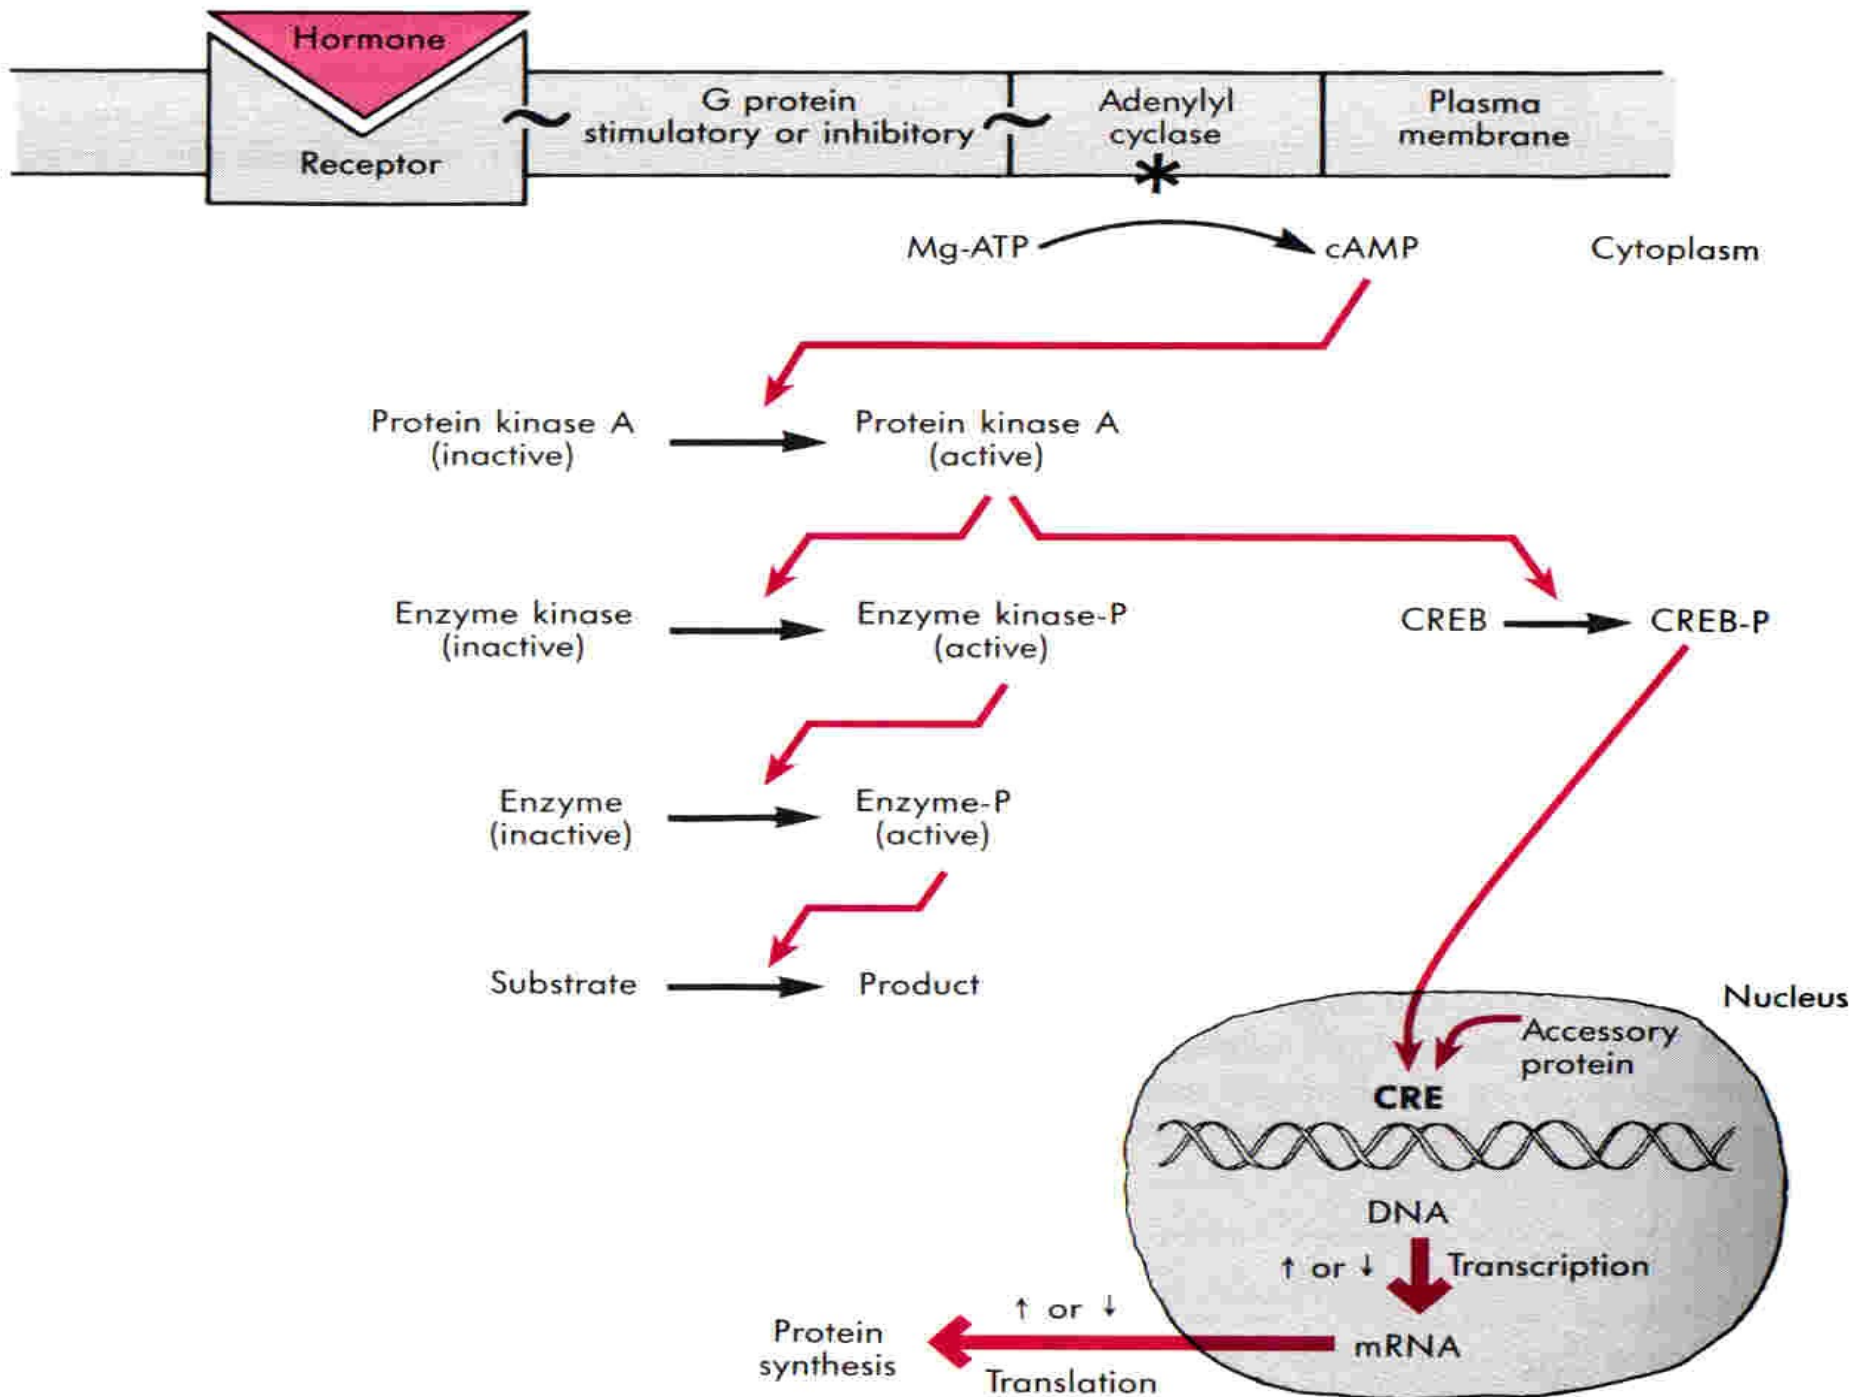 Hormone
Receptor
G protein
stimulatory or inhibitory
Adenylyl
cyclase
*
Plasma
membrane
Mg-ATP
cAMP
Cytoplasm
Protein kinase A
(inactive)
Protein kinase A
(active)
Enzyme kinase
(inactive)
Enzyme kinase-P
(active)
CREB
CREB-P
Enzyme
(inactive)
Enzyme-P
(active)
Substrate
Product
Nucleus
Accessory
protein
CRE
DNA
↑ or ↓
Transcription
mRNA
↑ or ↓
Translation
Protein
synthesis